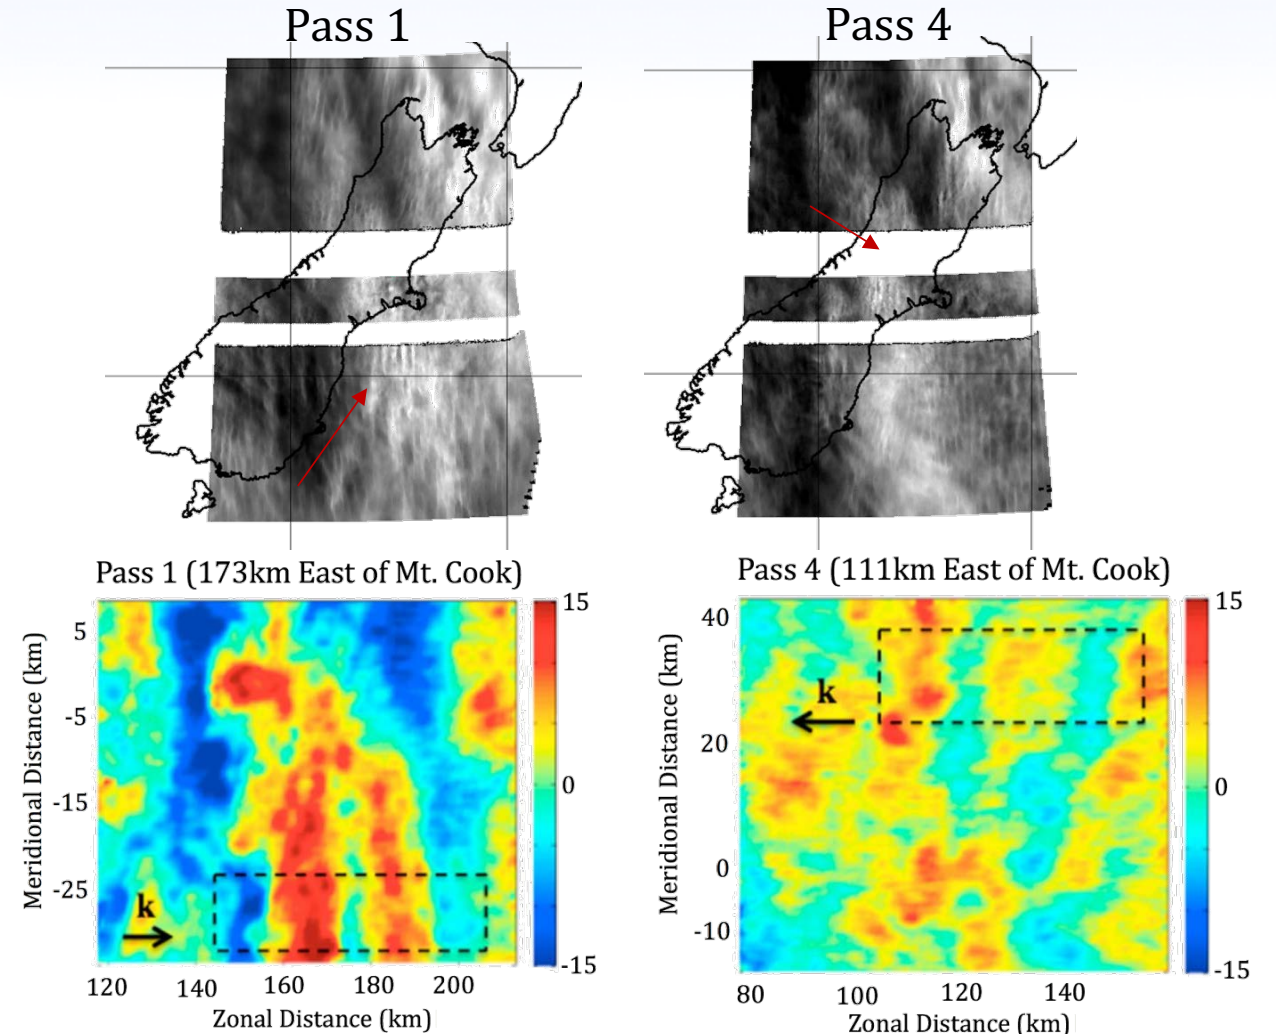 Pass 1
Pass 4
Pass 1 (173km East of Mt. Cook)
Pass 4 (111km East of Mt. Cook)
Meridional Distance (km)
5
-5
-15
-25
k
120 140 160 180 200
Zonal Distance (km)
15
0
-15
Meridional Distance (km)
40
20
0
-10
k
80 100 120 140
Zonal Distance (km)
15
0
-15